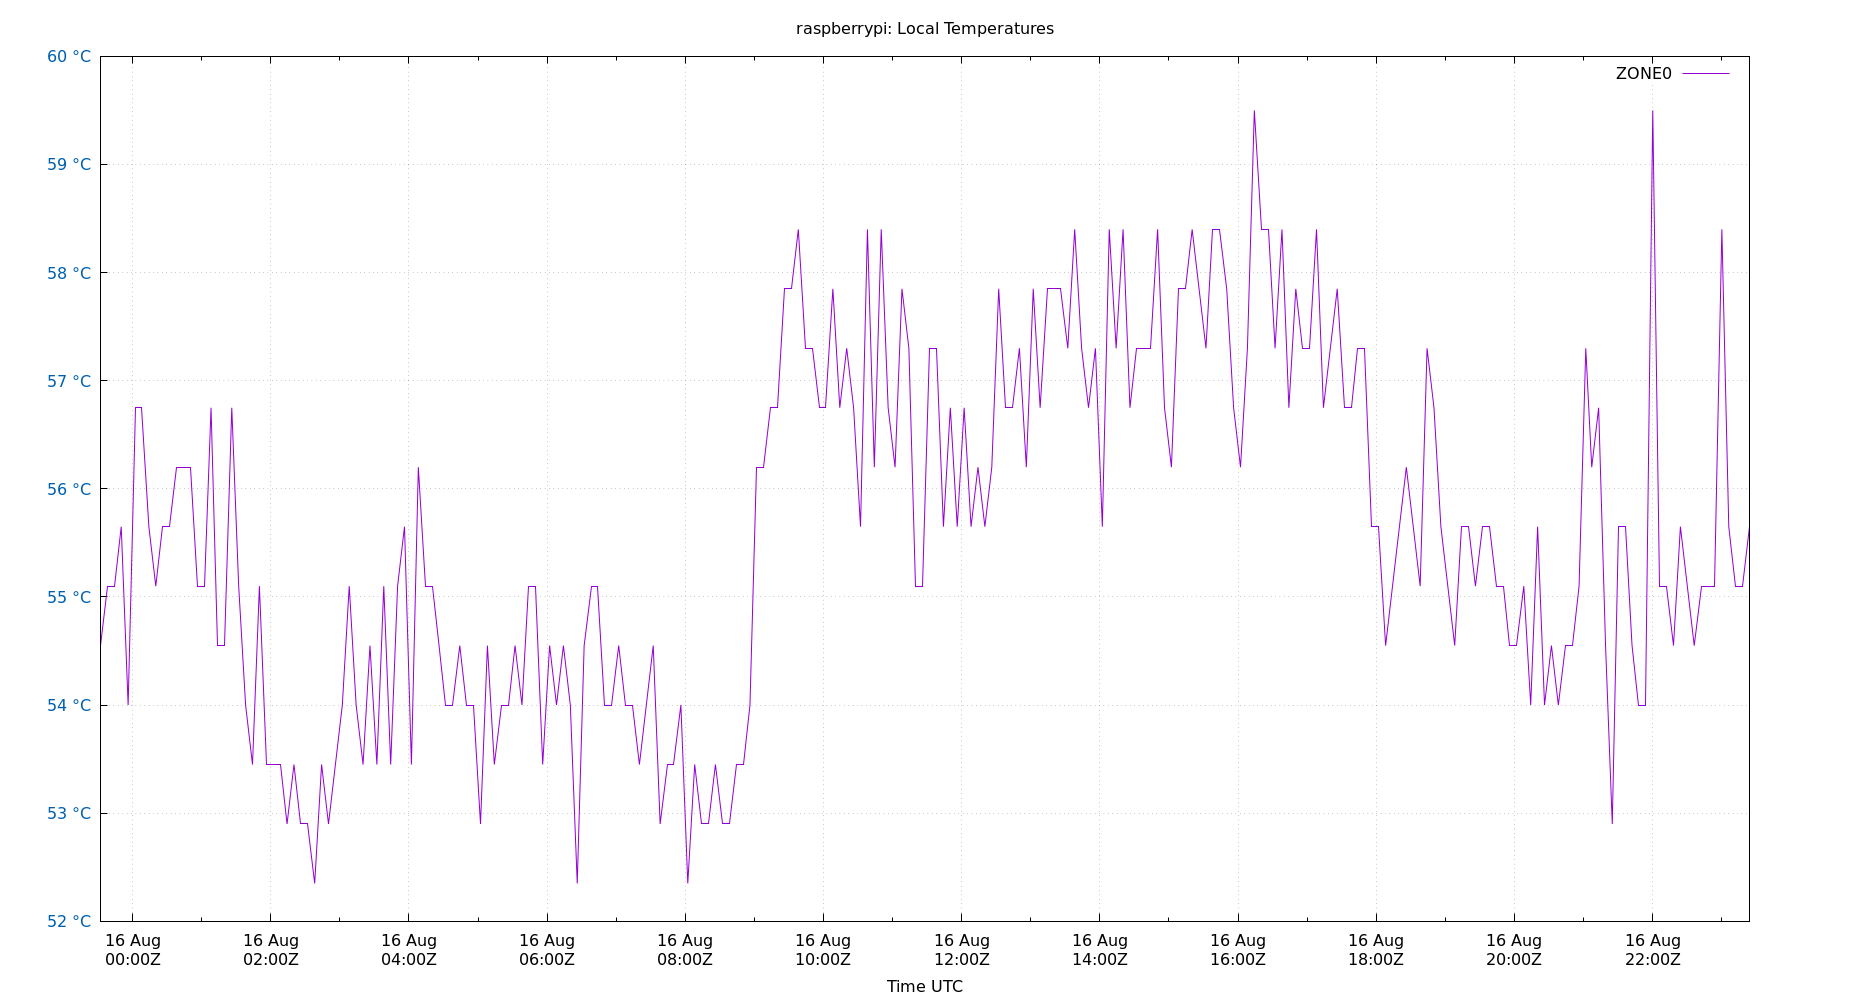 raspberrypi: Local Temperatures
60 °C
ZONE0
59 °C
58 °C
57 °C
56 °C
55 °C
54 °C
53 °C
52 °C
16 Aug 16 Aug 16 Aug 16 Aug 16 Aug 16 Aug 16 Aug 16 Aug 16 Aug 16 Aug 16 Aug 16 Aug
00:00Z 02:00Z 04:00Z 06:00Z 08:00Z 10:00Z 12:00Z 14:00Z 16:00Z 18:00Z 20:00Z 22:00Z
Time UTC